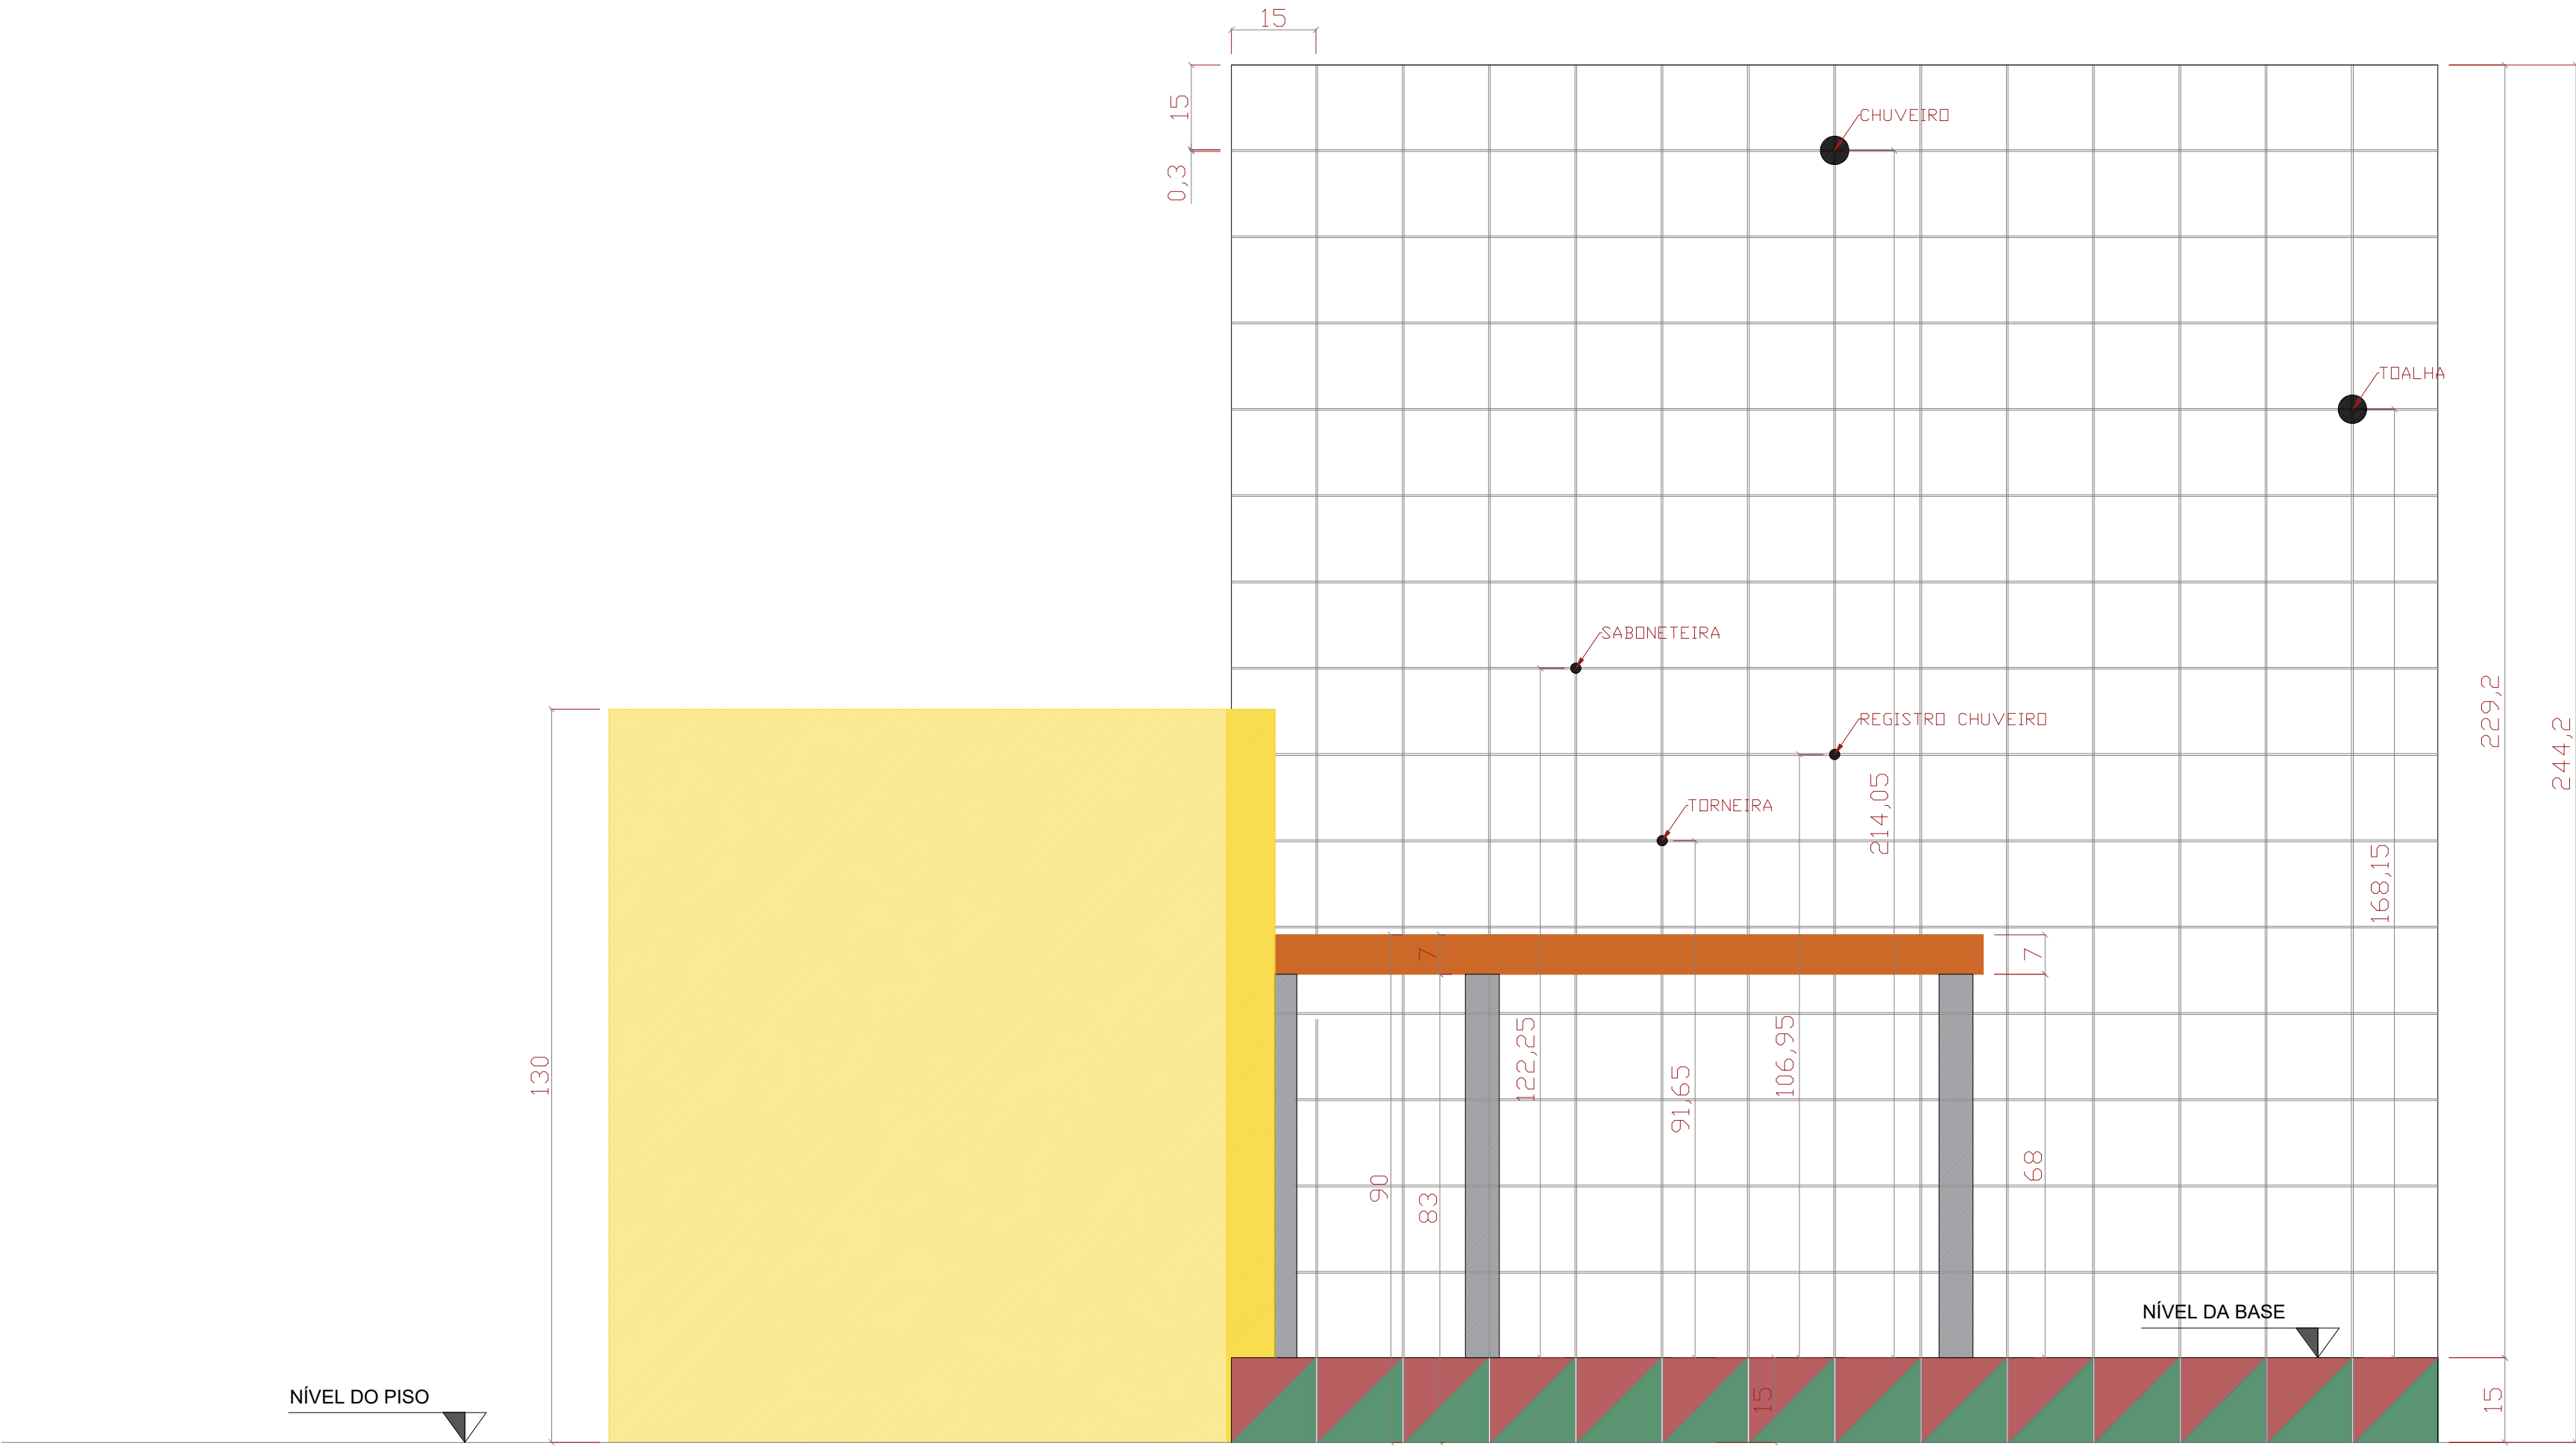 15
15
0,3
CHUVEIRO
TOALHA
SABONETEIRA
REGISTRO CHUVEIRO
TORNEIRA
229,2
244,2
214,05
168,15
7
7
130
122,25
91,65
106,95
90
83
68
NÍVEL DA BASE
NÍVEL DO PISO
15
15